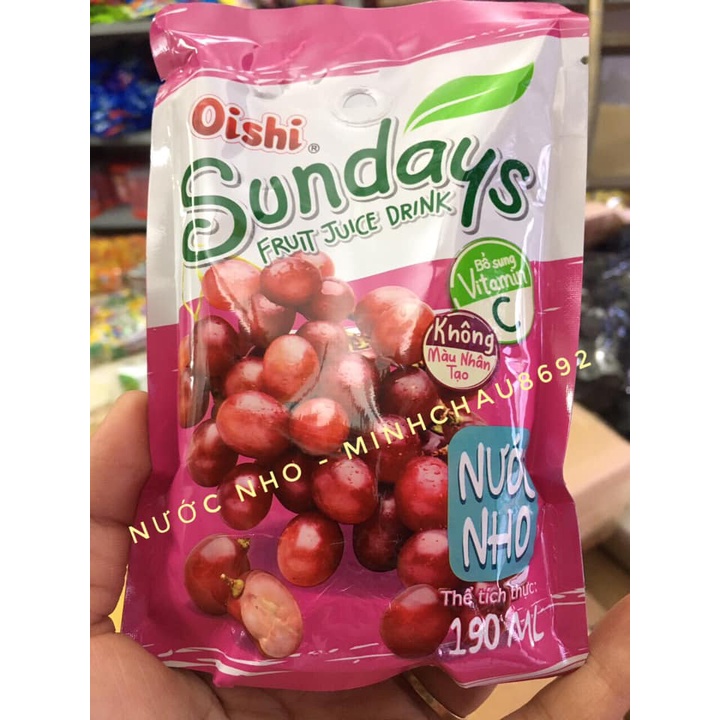 Oishi®
Sundays
FRUIT JUICE DRINK
Bổ sung
Vitamin
C
Không
Màu Nhân
Tạo
NƯỚC NHO - MINHCHAU8692
NƯỚC
NHO
Thể tích thực:
190 ML